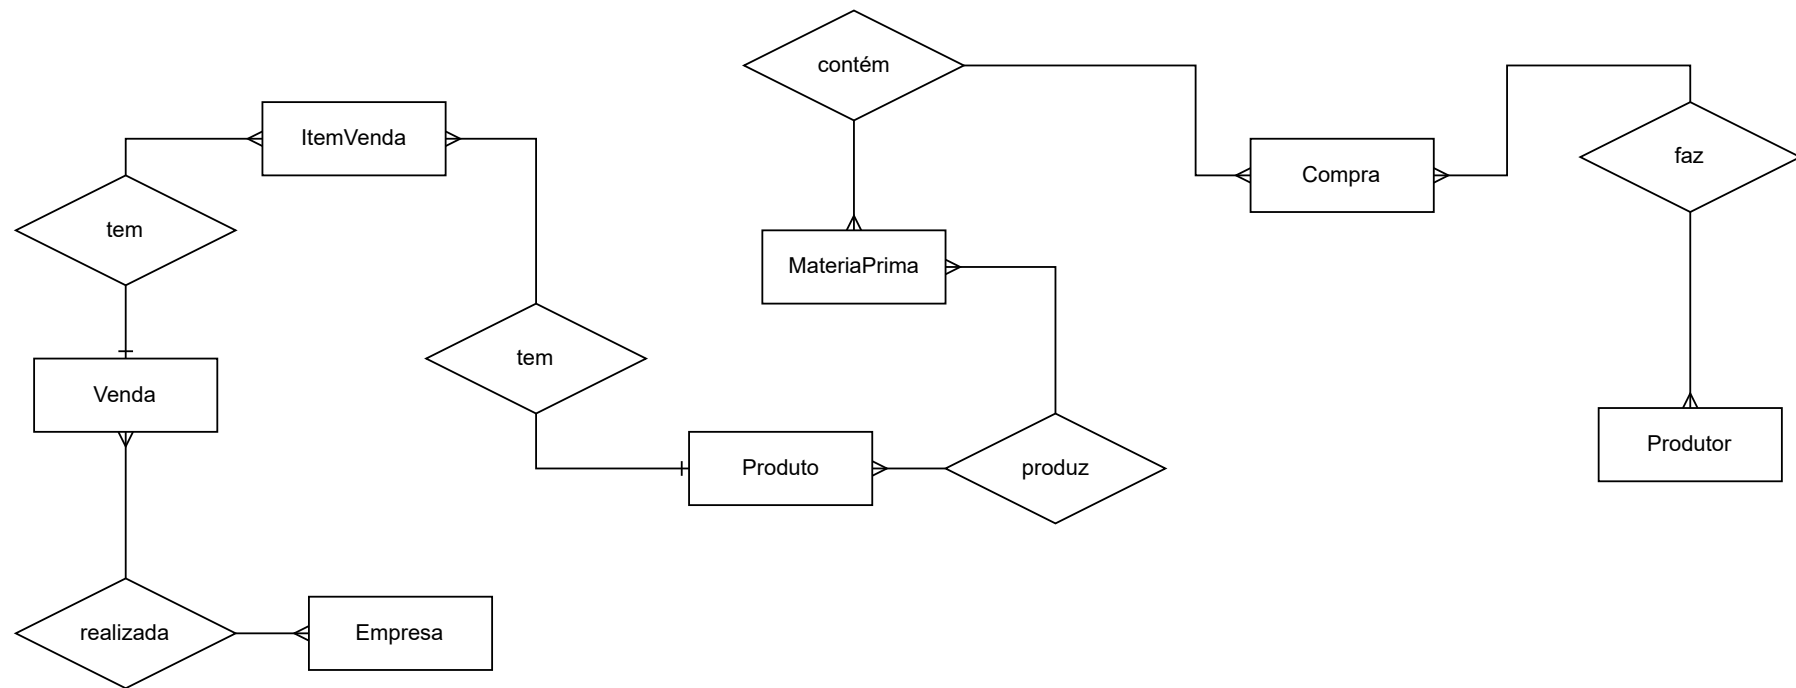 contém
ItemVenda
faz
Compra
tem
MateriaPrima
tem
Venda
Produtor
Produto
produz
realizada
Empresa